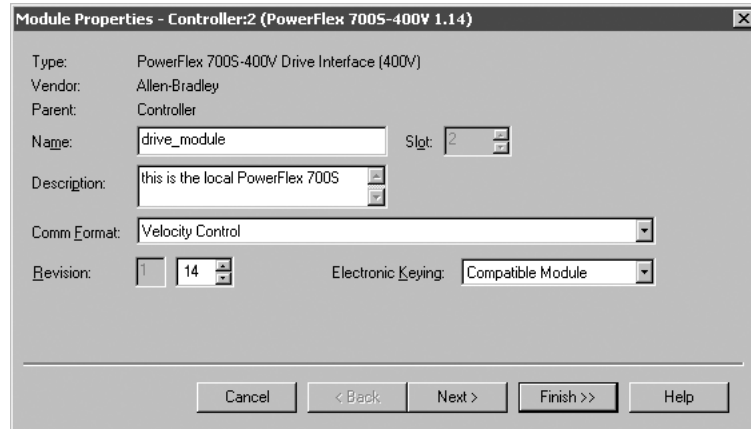 Module Properties - Controller:2 (PowerFlex 700S-400V 1.14)
Type: PowerFlex 700S-400V Drive Interface (400V)
Vendor: Allen-Bradley
Parent: Controller
Name: drive_module Slot: 2
Description: this is the local PowerFlex 700S
Comm Format: Velocity Control
Revision: 1 14 Electronic Keying: Compatible Module
Cancel < Back Next > Finish >> Help